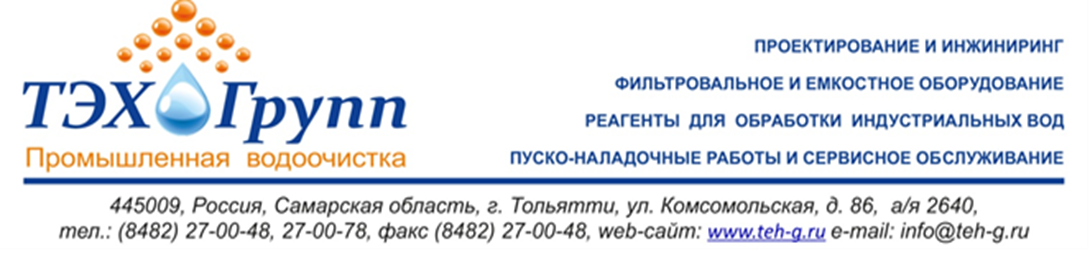 ТЭХ Групп
Промышленная водоочистка
ПРОЕКТИРОВАНИЕ И ИНЖИНИРИНГ
ФИЛЬТРОВАЛЬНОЕ И ЕМКОСТНОЕ ОБОРУДОВАНИЕ
РЕАГЕНТЫ ДЛЯ ОБРАБОТКИ ИНДУСТРИАЛЬНЫХ ВОД
ПУСКО-НАЛАДОЧНЫЕ РАБОТЫ И СЕРВИСНОЕ ОБСЛУЖИВАНИЕ
445009, Россия, Самарская область, г. Тольятти, ул. Комсомольская, д. 86, а/я 2640,
тел.: (8482) 27-00-48, 27-00-78, факс (8482) 27-00-48, web-сайт: www.teh-g.ru e-mail: info@teh-g.ru